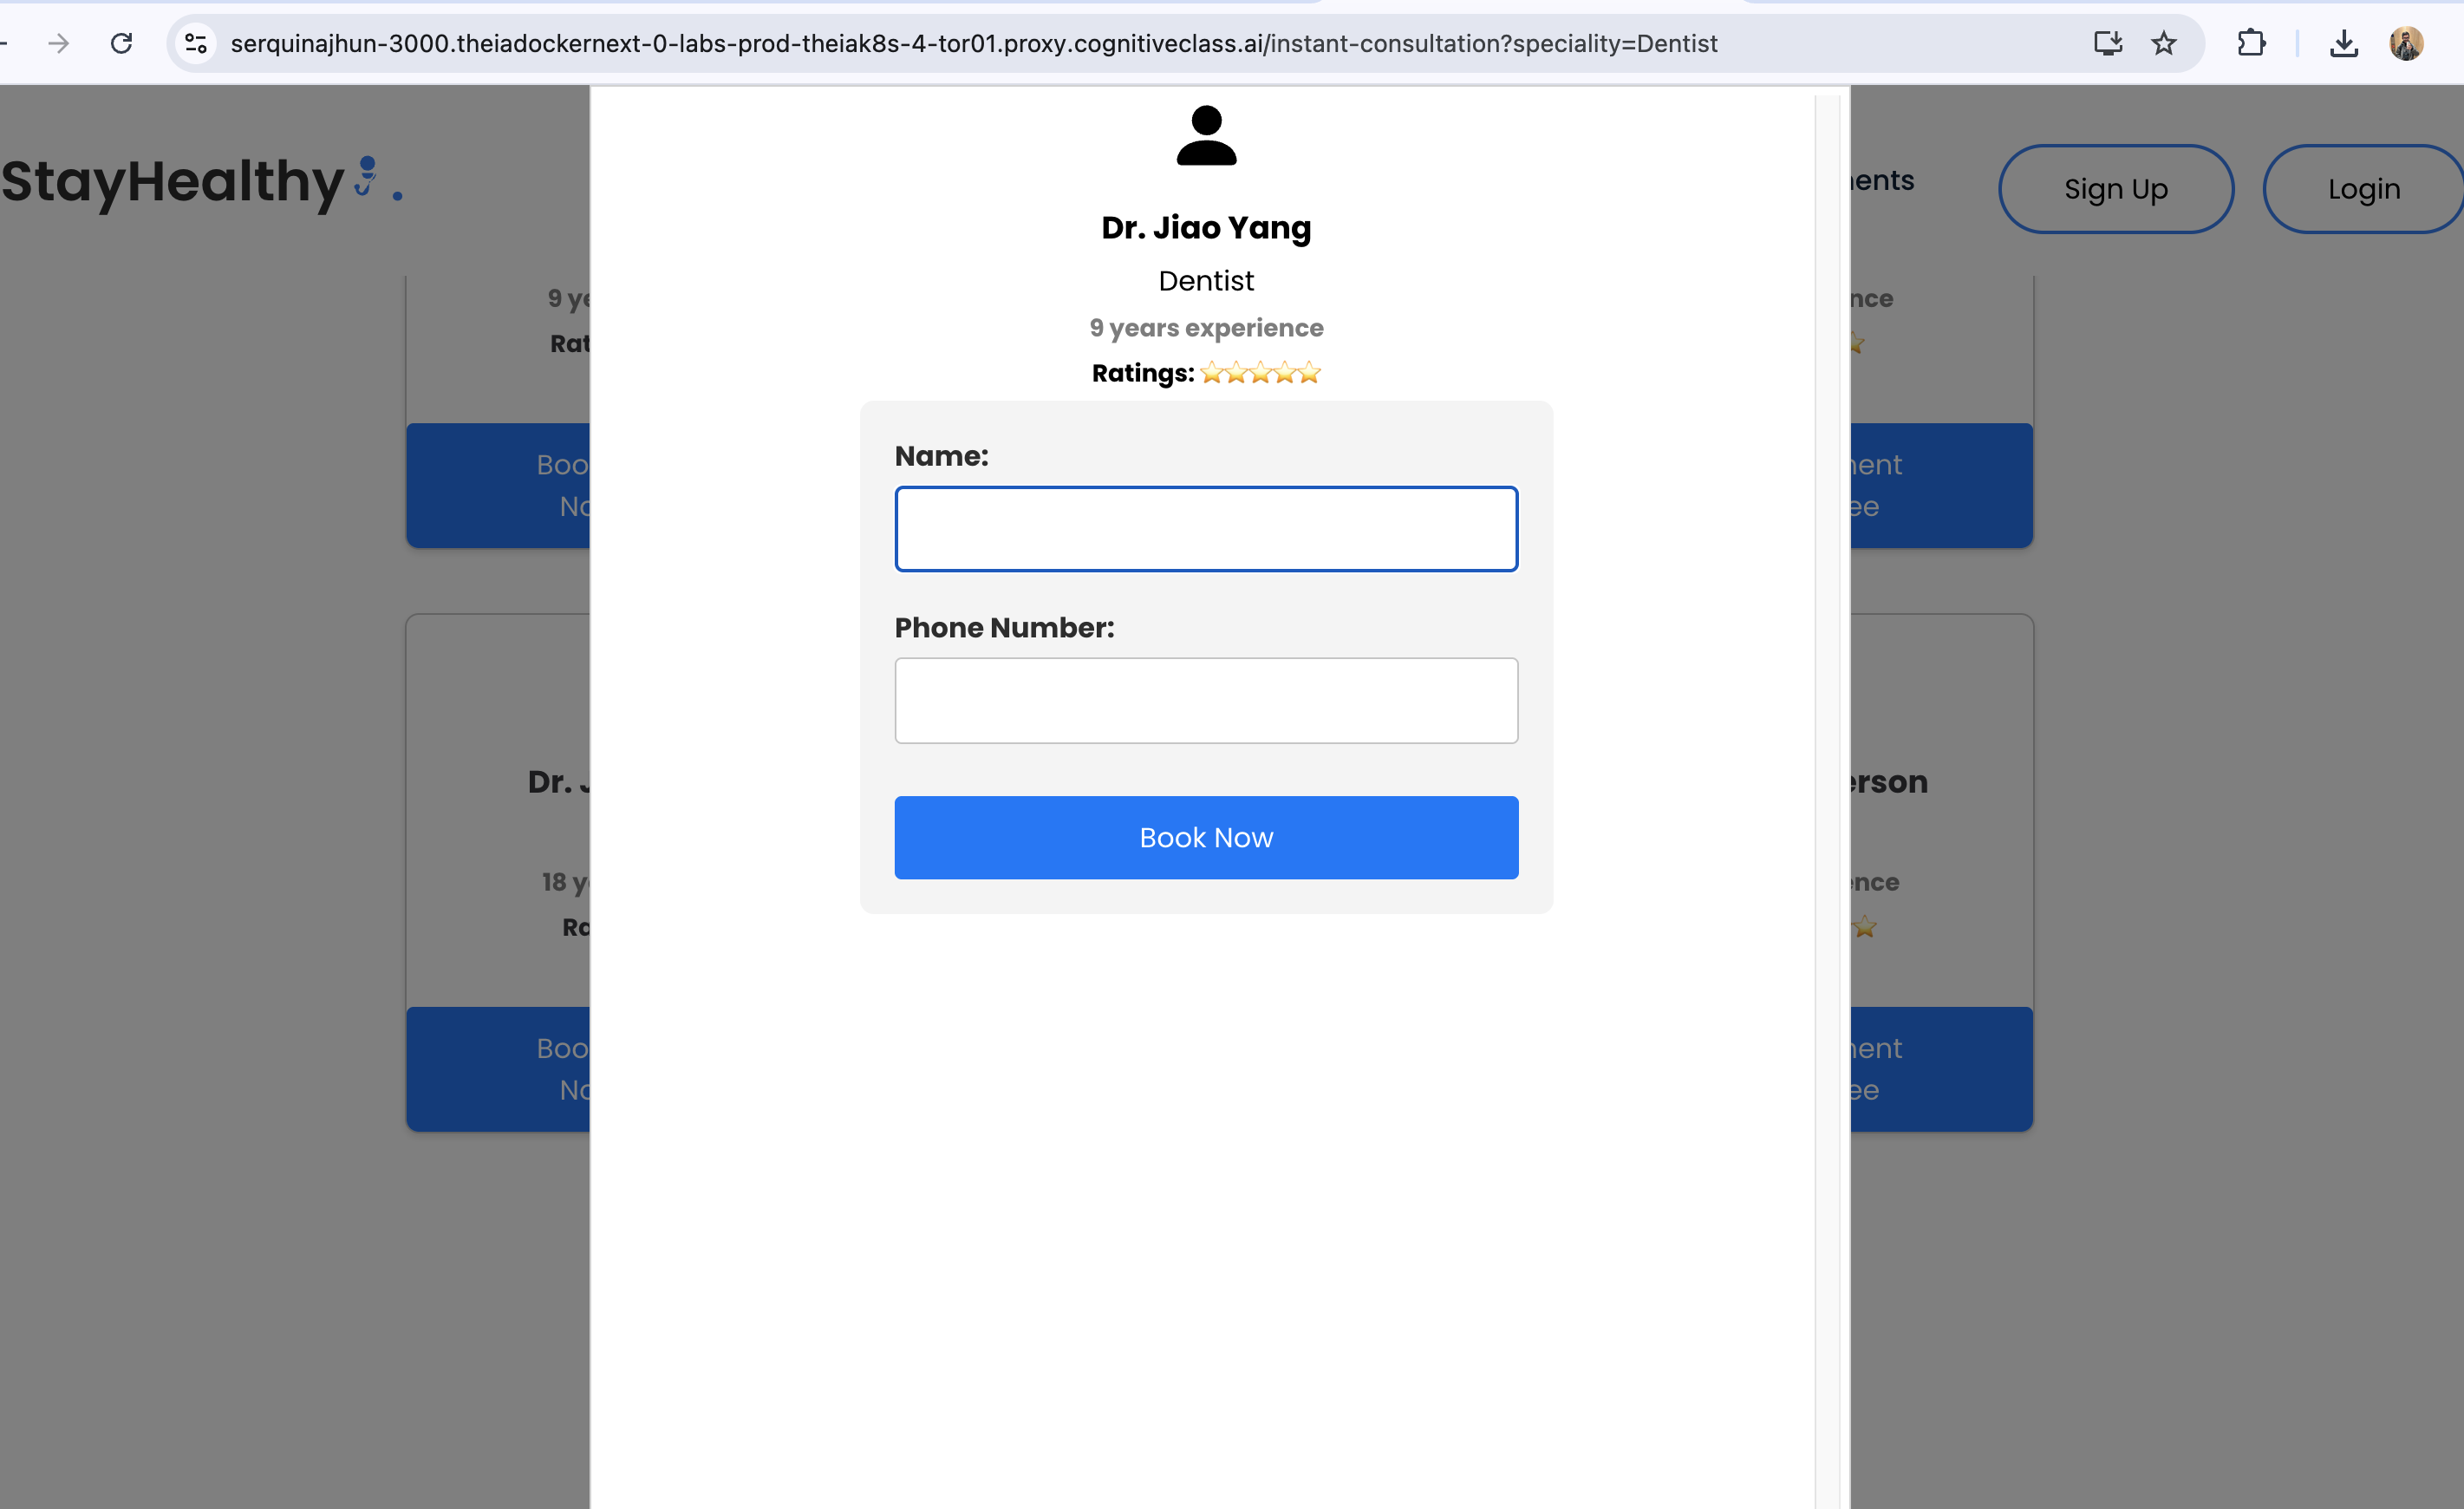 serquinajhun-3000.theiadockernext-0-labs-prod-theiak8s-4-tor01.proxy.cognitiveclass.ai/instant-consultation?speciality=Dentist
StayHealthy .
ents
Sign Up
Login
Dr. Jiao Yang
Dentist
9 years experience
Ratings: ⭐⭐⭐⭐⭐
Name:
Phone Number:
Book Now
9 ye
nce
Rat
Boo
No
ent
ee
Dr. J
erson
18 y
nce
Ra
Boo
No
ent
ee